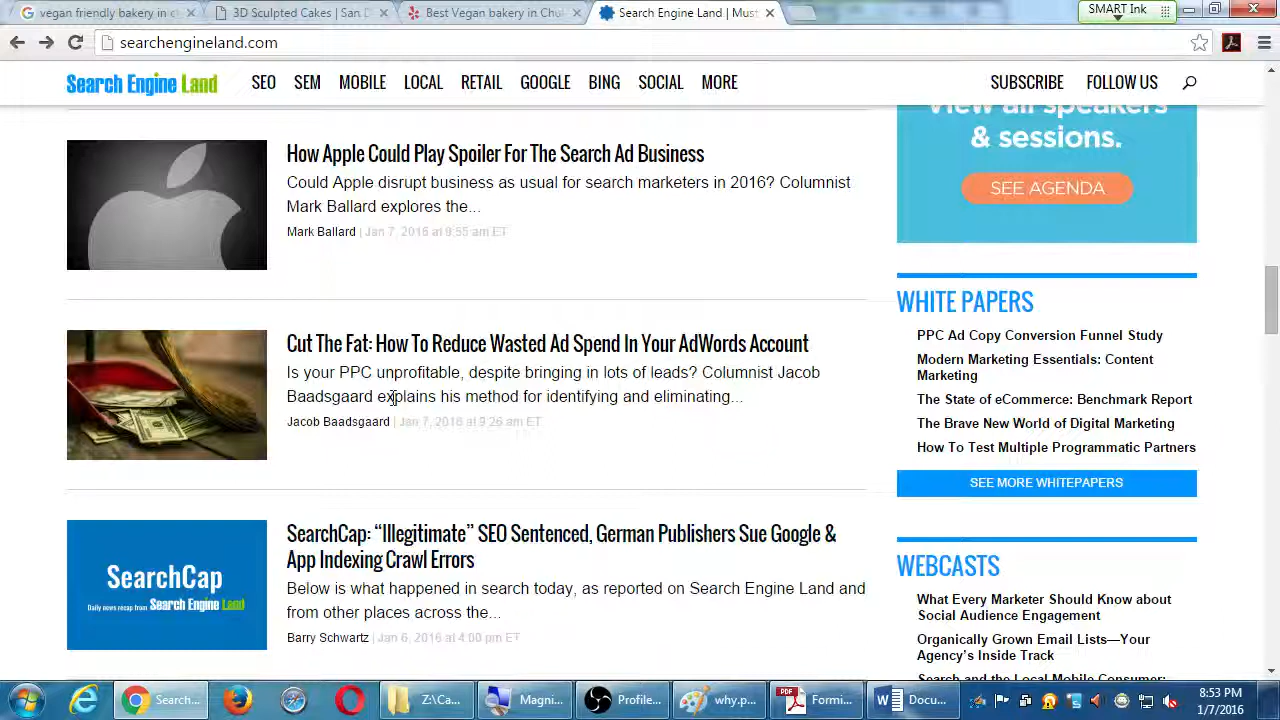 vegan friendly bakery in c
3D Sculpted Cakes | San D
Best Vegan bakery in Chu
Search Engine Land | Must
SMART Ink
searchengineland.com
Search Engine Land
SEO SEM MOBILE LOCAL RETAIL GOOGLE BING SOCIAL MORE SUBSCRIBE FOLLOW US
View all speakers
& sessions.
SEE AGENDA
How Apple Could Play Spoiler For The Search Ad Business
Could Apple disrupt business as usual for search marketers in 2016? Columnist
Mark Ballard explores the...
Mark Ballard | Jan 7, 2016 at 9:55 am ET
Cut The Fat: How To Reduce Wasted Ad Spend In Your AdWords Account
Is your PPC unprofitable, despite bringing in lots of leads? Columnist Jacob
Baadsgaard explains his method for identifying and eliminating...
Jacob Baadsgaard | Jan 7, 2016 at 9:26 am ET
SearchCap
Daily news recap from Search Engine Land
SearchCap: “Illegitimate” SEO Sentenced, German Publishers Sue Google &
App Indexing Crawl Errors
Below is what happened in search today, as reported on Search Engine Land and
from other places across the...
Barry Schwartz | Jan 6, 2016 at 4:00 pm ET
WHITE PAPERS
PPC Ad Copy Conversion Funnel Study
Modern Marketing Essentials: Content
Marketing
The State of eCommerce: Benchmark Report
The Brave New World of Digital Marketing
How To Test Multiple Programmatic Partners
SEE MORE WHITEPAPERS
WEBCASTS
What Every Marketer Should Know about
Social Audience Engagement
Organically Grown Email Lists—Your
Agency's Inside Track
Search and the Local Mobile Consumer:
Search...
Z:\Ca...
Magni...
Profile...
why.p...
PDF
Formi...
Docu...
8:53 PM
1/7/2016